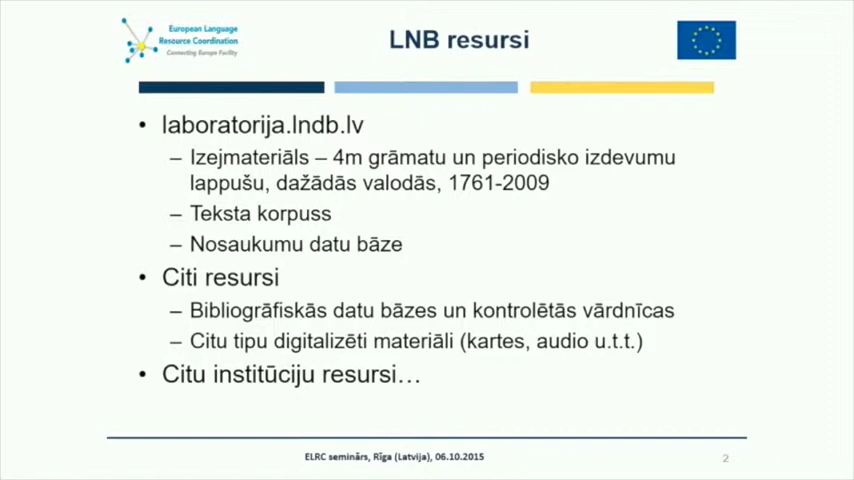 European Language
Resource Coordination
Connecting Europe Facility
LNB resursi
• laboratorija.lndb.lv
– Izejmateriāls – 4m grāmatu un periodisko izdevumu
lappušu, dažādās valodās, 1761-2009
– Teksta korpuss
– Nosaukumu datu bāze
• Citi resursi
– Bibliogrāfiskās datu bāzes un kontrolētās vārdnīcas
– Citu tipu digitalizēti materiāli (kartes, audio u.t.t.)
• Citu institūciju resursi…
ELRC seminārs, Rīga (Latvija), 06.10.2015
2